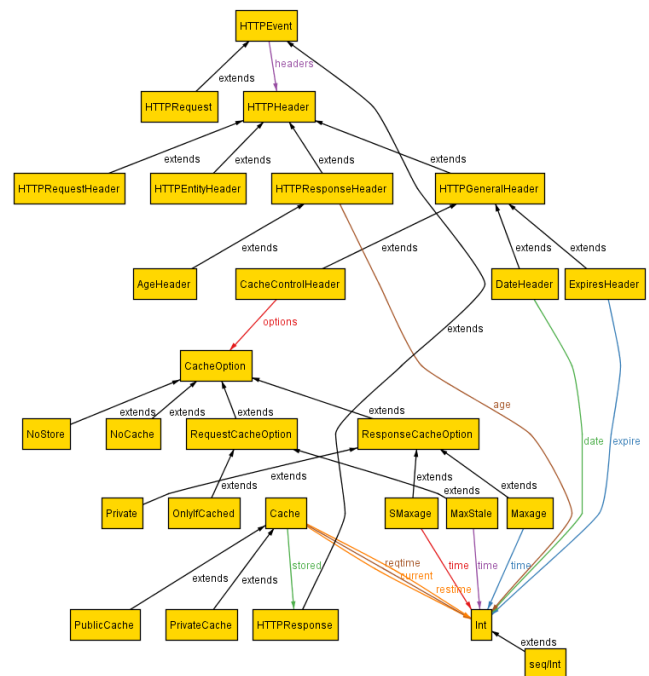 HTTPEvent
headers
extends
HTTPRequest
HTTPHeader
extends
extends
extends
extends
HTTPRequestHeader
HTTPEntityHeader
HTTPResponseHeader
HTTPGeneralHeader
extends
extends
extends
extends
AgeHeader
CacheControlHeader
DateHeader
ExpiresHeader
options
extends
CacheOption
extends
extends
extends
extends
age
NoStore
NoCache
RequestCacheOption
ResponseCacheOption
date
expire
extends
extends
extends
extends
extends
Private
OnlyIfCached
Cache
SMaxage
MaxStale
Maxage
extends
extends
stored
reqtime
current
restime
time
time
time
PublicCache
PrivateCache
HTTPResponse
Int
extends
seq/Int